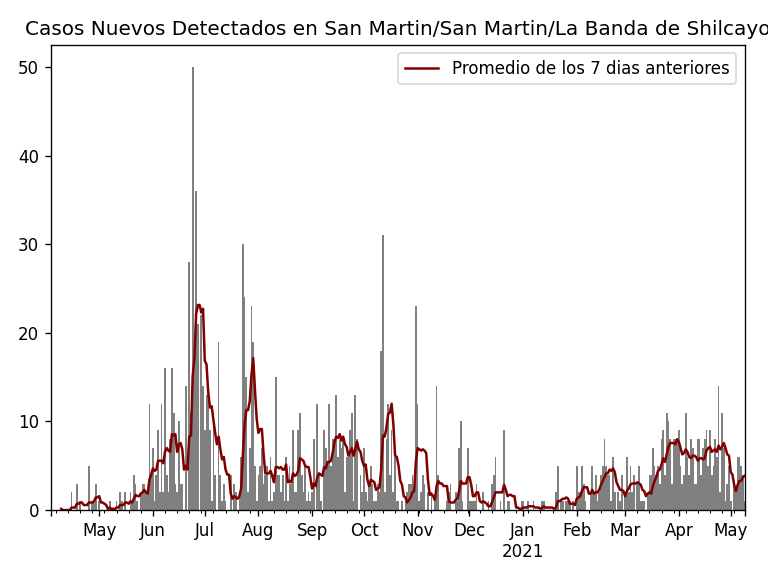 Casos Nuevos Detectados en San Martin/San Martin/La Banda de Shilcayo
Promedio de los 7 dias anteriores
50
40
30
20
10
0
May Jun Jul Aug Sep Oct Nov Dec Jan Feb Mar Apr May
2021